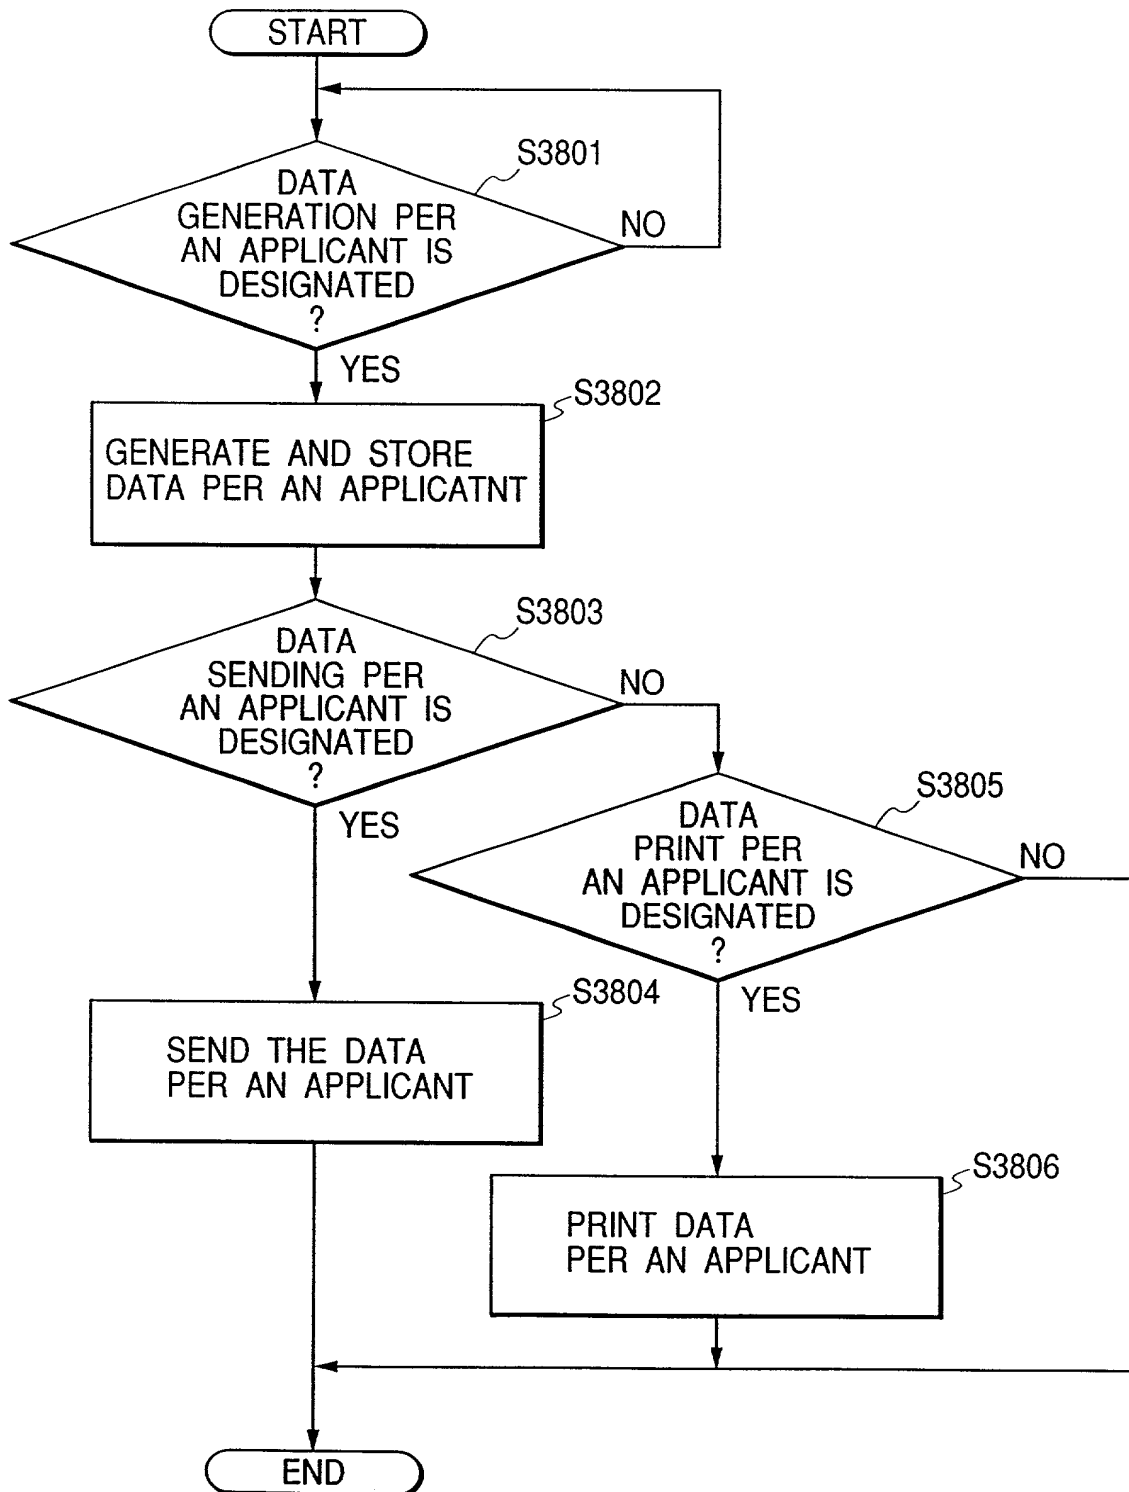 START
S3801
DATA
GENERATION PER
AN APPLICANT IS
DESIGNATED
?
NO
YES
S3802
GENERATE AND STORE
DATA PER AN APPLICATNT
S3803
DATA
SENDING PER
AN APPLICANT IS
DESIGNATED
?
NO
YES
S3805
DATA
PRINT PER
AN APPLICANT IS
DESIGNATED
?
NO
YES
S3804
SEND THE DATA
PER AN APPLICANT
S3806
PRINT DATA
PER AN APPLICANT
END